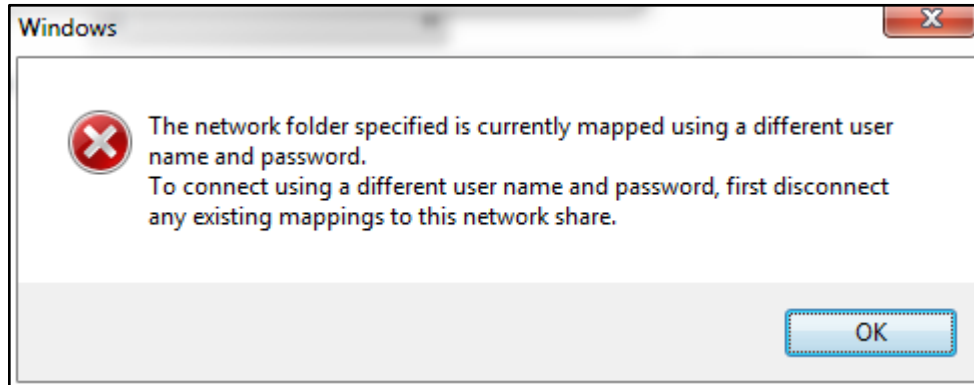 Windows
The network folder specified is currently mapped using a different user
name and password.
To connect using a different user name and password, first disconnect
any existing mappings to this network share.
OK